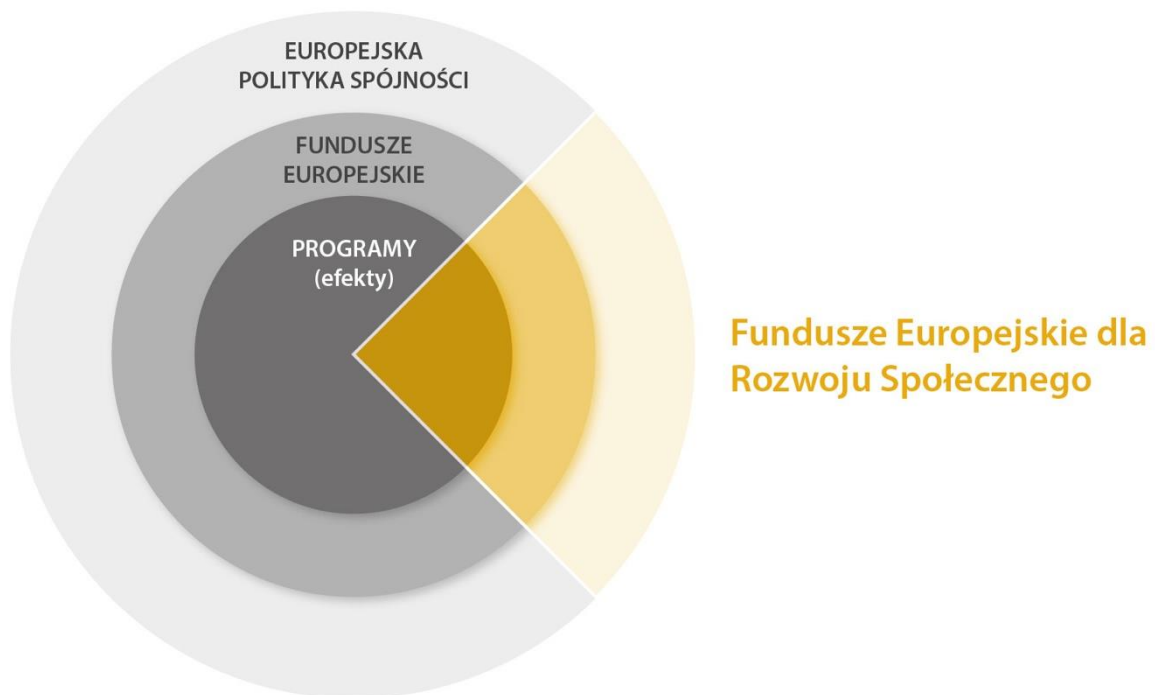 EUROPEJSKA
POLITYKA SPÓJNOŚCI
FUNDUSZE
EUROPEJSKIE
PROGRAMY
(efekty)
Fundusze Europejskie dla
Rozwoju Społecznego